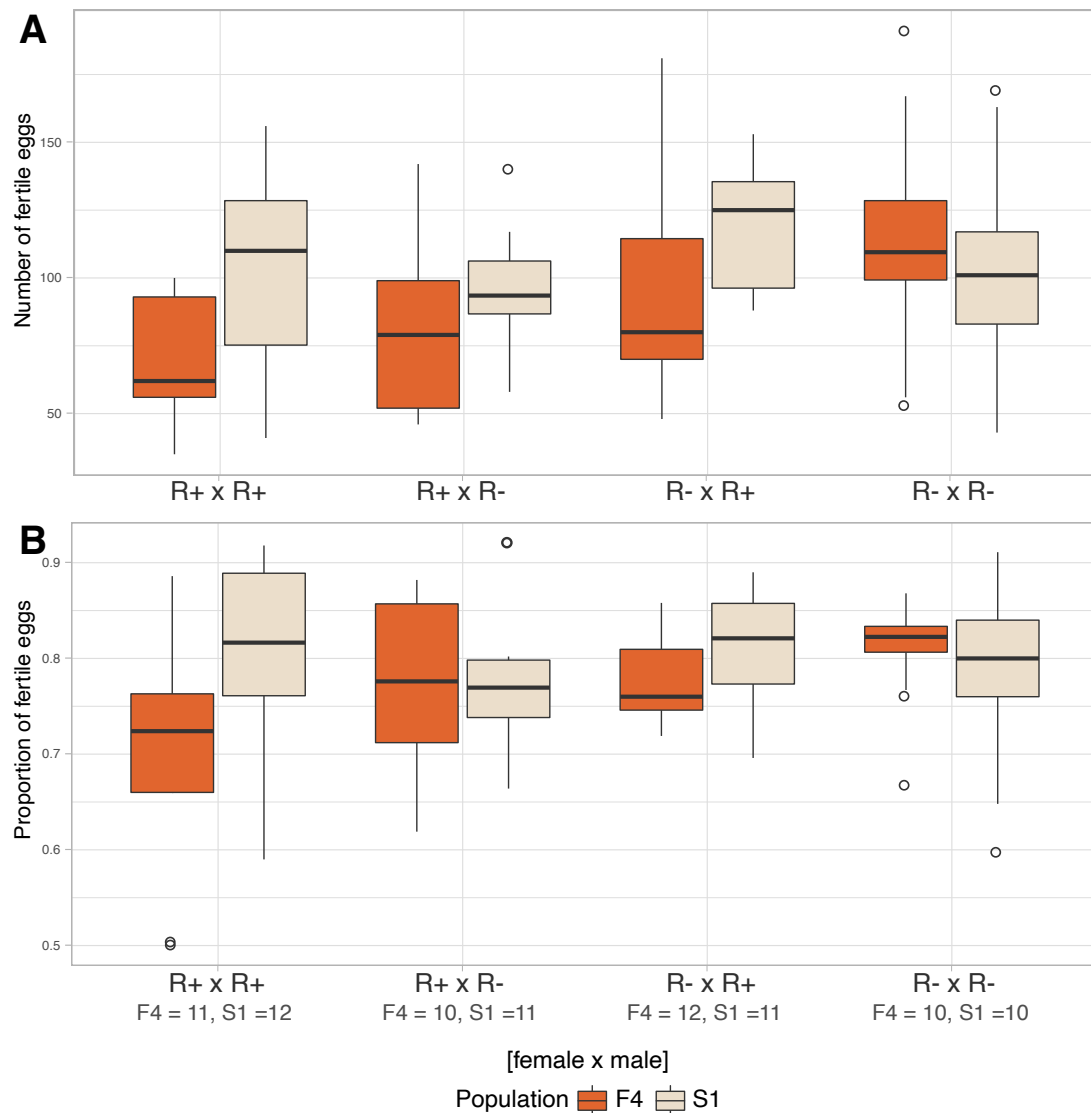 A
Number of fertile eggs
150
100
50
R+ x R+ R+ x R- R- x R+ R- x R-
B
Proportion of fertile eggs
0.9
0.8
0.7
0.6
0.5
R+ x R+ R+ x R- R- x R+ R- x R-
F4 = 11, S1 =12 F4 = 10, S1 =11 F4 = 12, S1 =11 F4 = 10, S1 =10
[female x male]
Population F4 S1